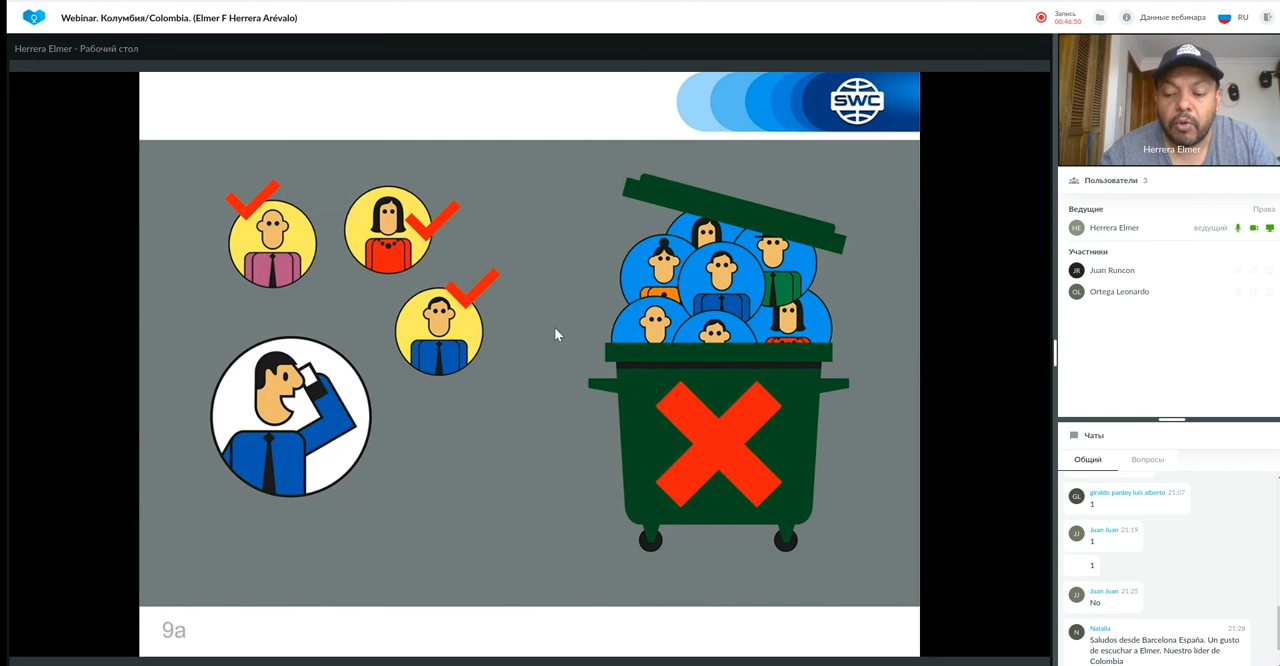 Webinar. Колумбия/Colombia. (Elmer F Herrera Arévalo)
Запись
00:46:50
Данные вебинара
RU
Herrera Elmer - Рабочий стол
SWC
Herrera Elmer
Пользователи 3
Ведущие Права
HE Herrera Elmer ведущий
Участники
JR Juan Runcon
OL Ortega Leonardo
Чаты
Общий Вопросы
GL giraldo pardey luis alberto 21:07
1
JJ Juan Juan 21:19
1
1
JJ Juan Juan 21:25
No
N Natalia 21:28
Saludos desde Barcelona España. Un gusto
de escuchar a Elmer. Nuestro líder de
Colombia
9a